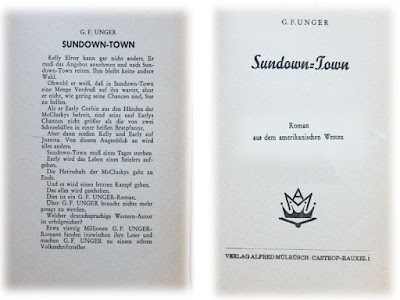 G. F. UNGER
SUNDOWN-TOWN
Kelly Elroy kann gar nicht anders. Er
muß das Angebot annehmen und nach Sun-
down-Town reiten. Ihm bleibt keine andere
Wahl.
Obwohl er weiß, daß in Sundown-Town
eine Menge Verdruß auf ihn wartet, ahnt
er nicht, wie gering seine Chancen sind, Sue
zu helfen.
Als er Early Corbin aus den Händen der
McCluskys befreit, sind seine und Earlys
Chancen nicht größer als die von zwei
Schneebällen in einer heißen Bratpfanne.
Aber dann stoßen Kelly und Early auf
Juanita. Von diesem Augenblick an wird
alles anders.
Sundown-Town muß eines Tages sterben.
Early wird das Leben eines Spielers auf-
geben.
Die Herrschaft der McCluskys geht zu
Ende.
Und es wird einen letzten Kampf geben.
Das alles wird geschehen.
Dies ist ein G. F. UNGER-Roman.
Über G. F. UNGER braucht nichts mehr
gesagt zu werden.
Welcher deutschsprachige Western-Autor
ist erfolgreicher?
Etwa vierzig Millionen G. F. UNGER-
Romane fanden inzwischen ihre Leser und
machen G. F. UNGER zu einem echten
Volksschriftsteller.
G. F. UNGER
Sundown-Town
Roman
aus dem amerikanischen Westen
VERLAG ALFRED MÜLBÜSCH · CASTROP-RAUXEL 1